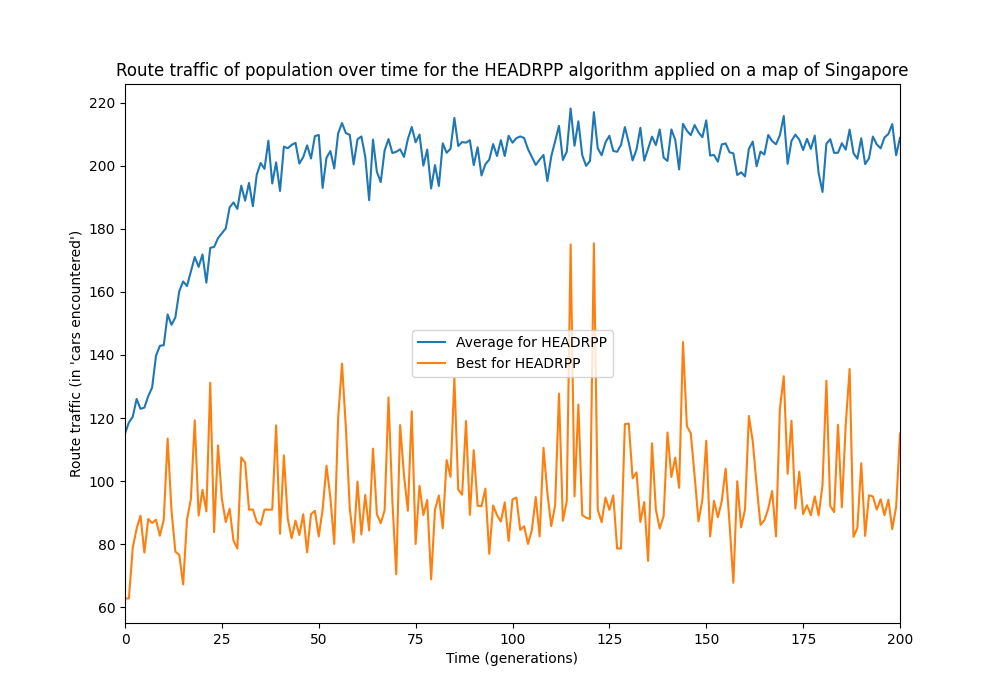 Route traffic of population over time for the HEADRPP algorithm applied on a map of Singapore
220
200
180
160
140
120
100
80
60
Route traffic (in 'cars encountered')
Average for HEADRPP
Best for HEADRPP
0 25 50 75 100 125 150 175 200
Time (generations)